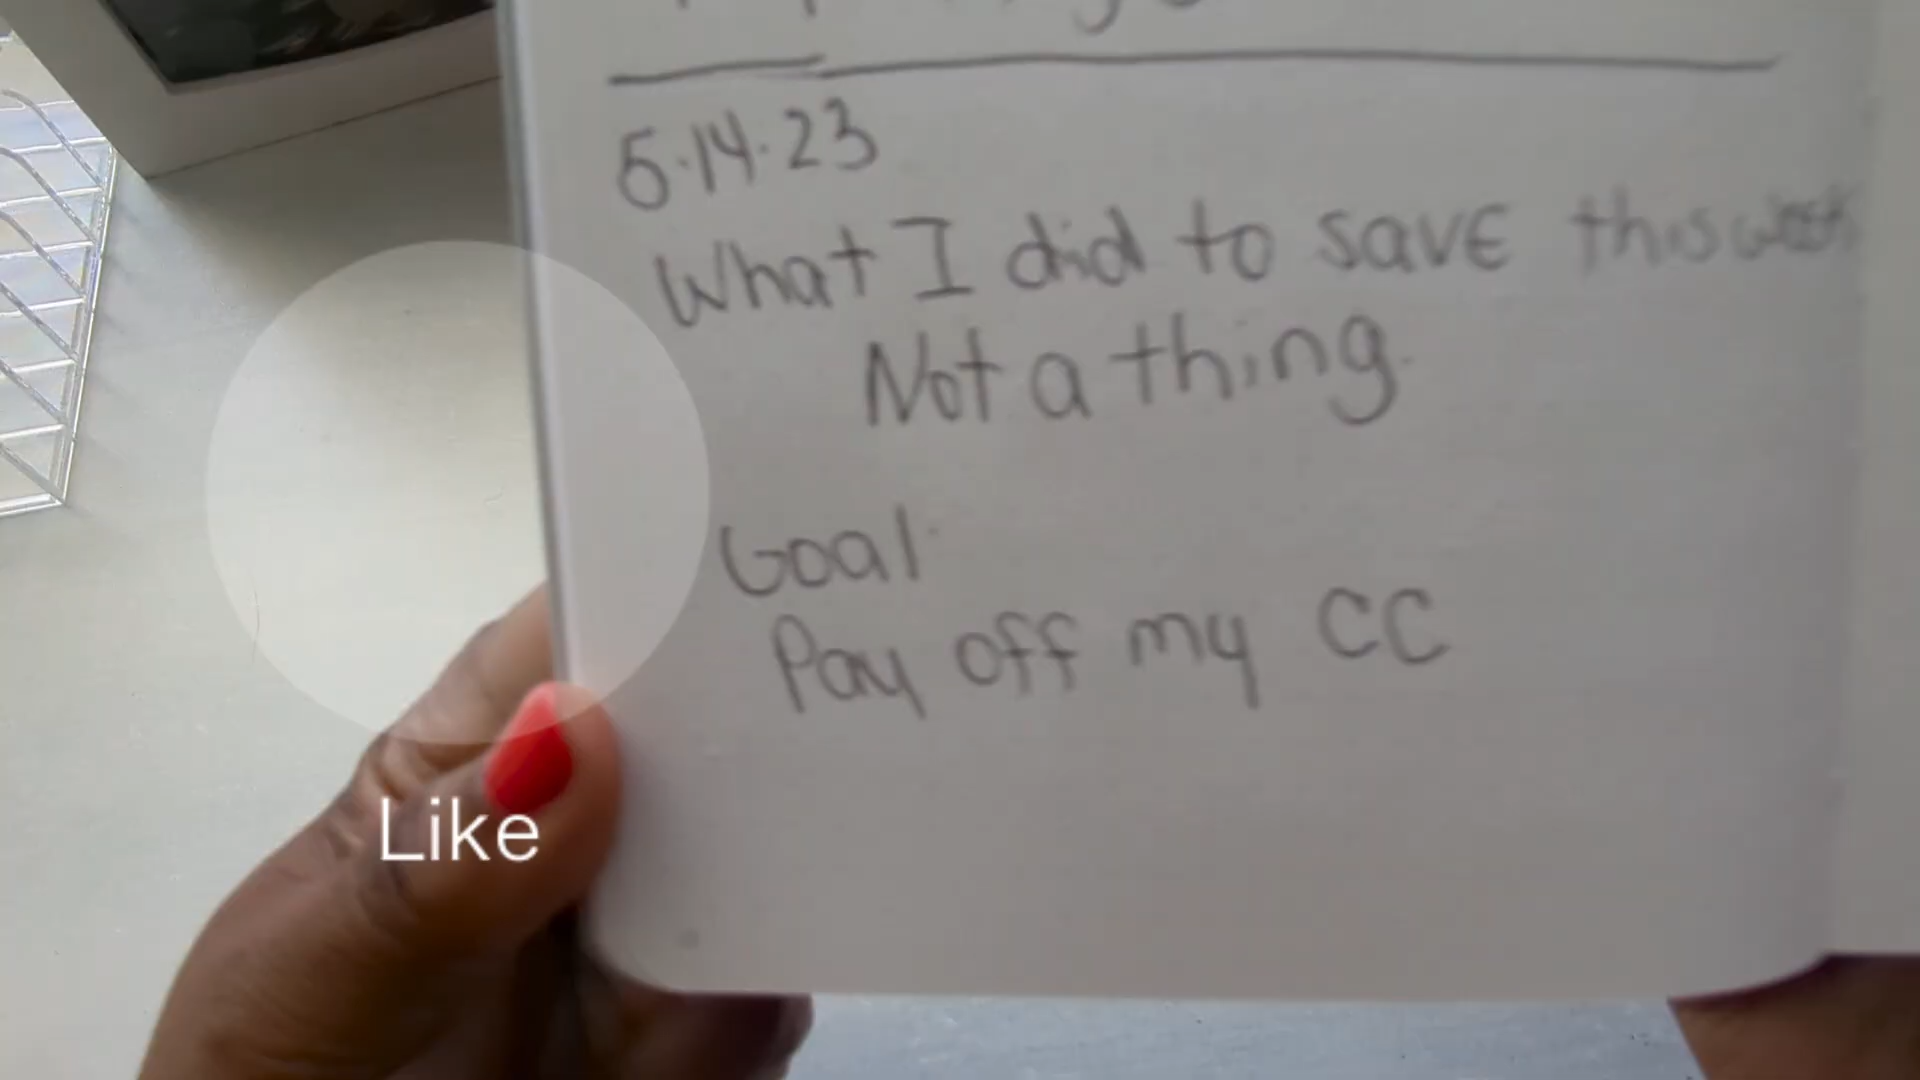 5.14.23
What I did to save this week
Not a thing.
Goal:
Pay off my CC
Like